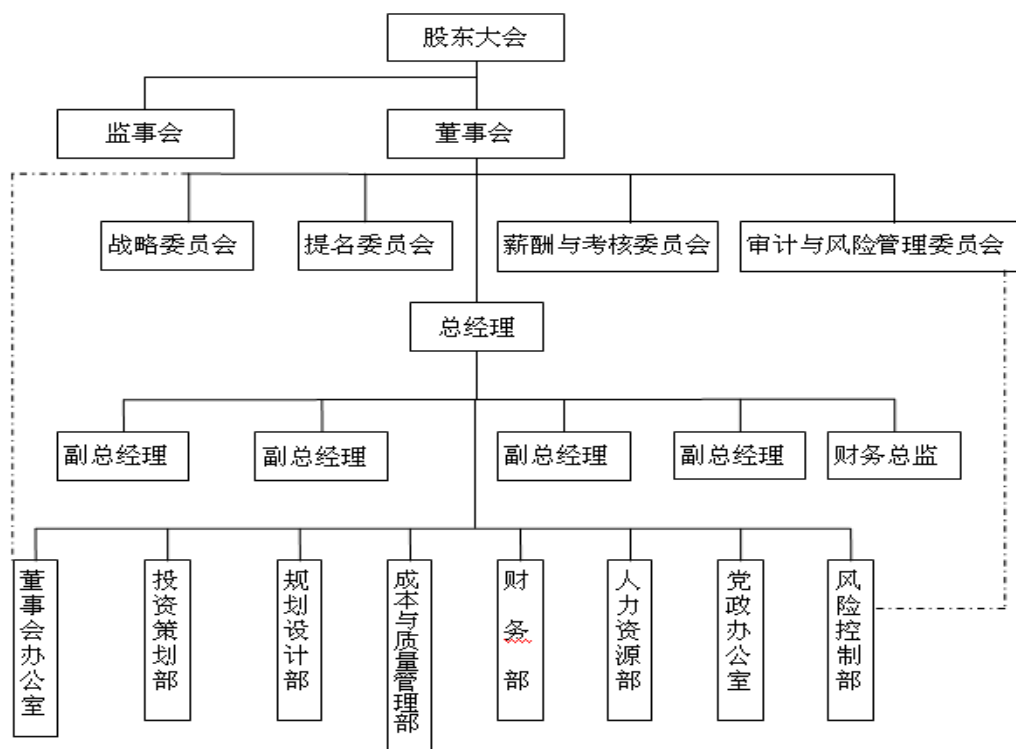 股东大会
监事会
董事会
战略委员会
提名委员会
薪酬与考核委员会
审计与风险管理委员会
总经理
副总经理
副总经理
副总经理
副总经理
财务总监
董事会办公室
投资策划部
规划设计部
成本与质量管理部
财务部
人力资源部
党政办公室
风险控制部